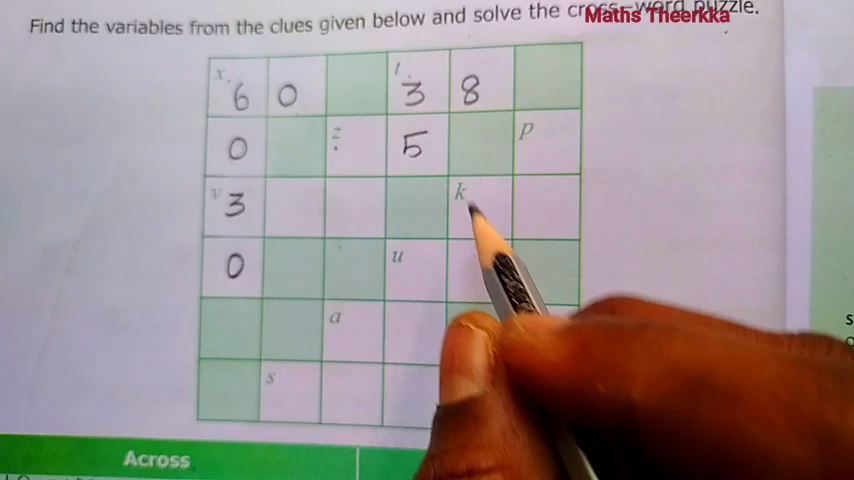 Find the variables from the clues given below and solve the cross-word puzzle.
Maths Theerkka
x 6 0 t 3 8
0 z 5 p
v 3 k
0 u
a
s
Across